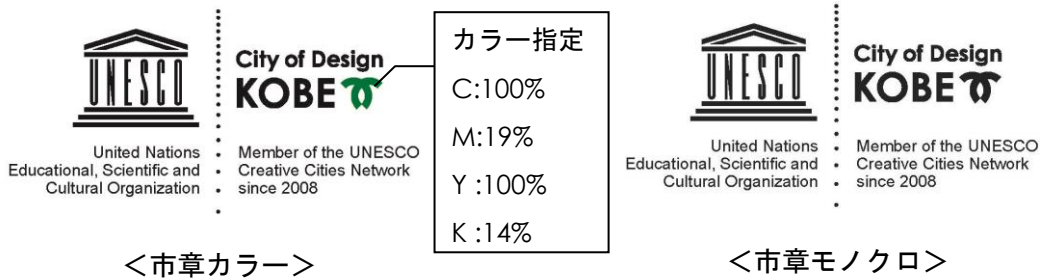 UNESCO
United Nations
Educational, Scientific and
Cultural Organization
City of Design
KOBE
Member of the UNESCO
Creative Cities Network
since 2008
＜市章カラー＞
カラー指定
C:100%
M:19%
Y :100%
K :14%
UNESCO
United Nations
Educational, Scientific and
Cultural Organization
City of Design
KOBE
Member of the UNESCO
Creative Cities Network
since 2008
＜市章モノクロ＞